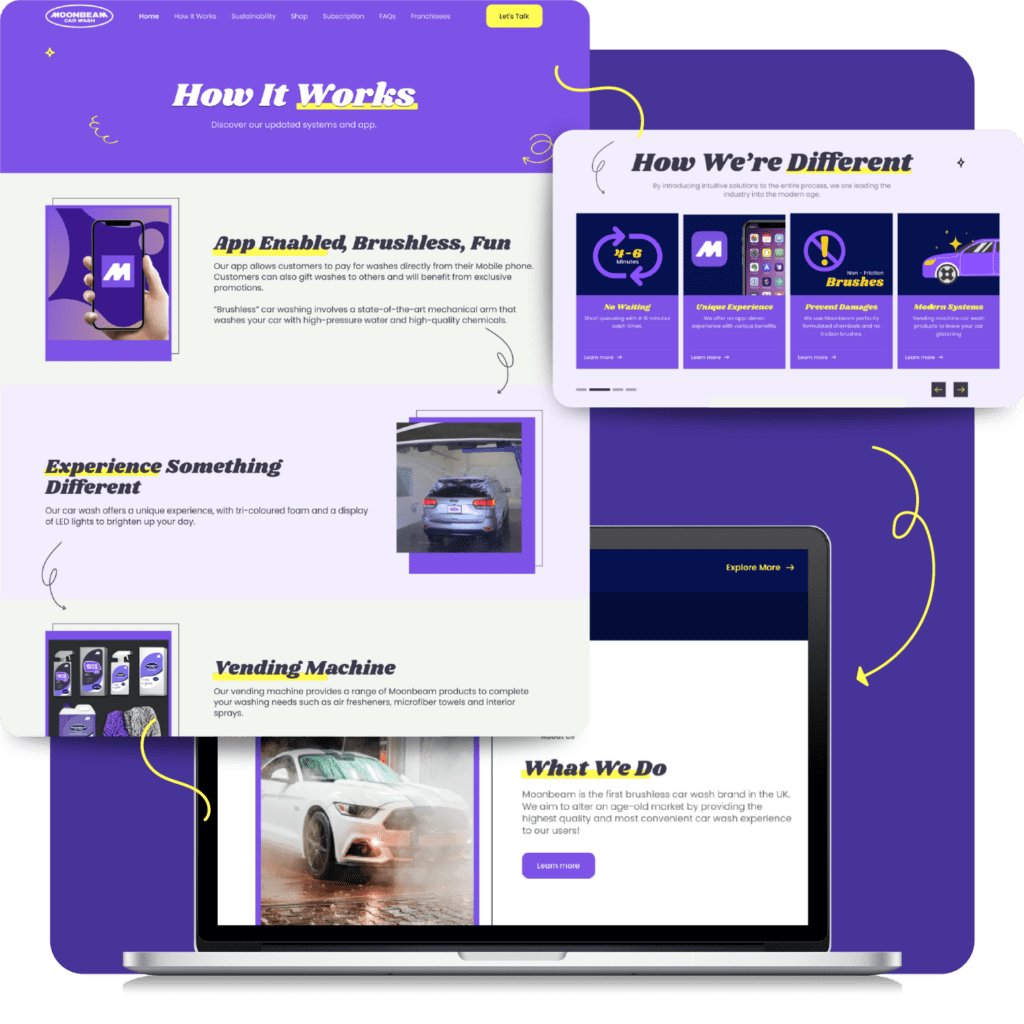 MOONBEAM
CAR WASH
Home How It Works Sustainability Shop Subscription FAQs Franchisees
Let's Talk
How It Works
Discover our updated systems and app.
App Enabled, Brushless, Fun
Our app allows customers to pay for washes directly from their Mobile phone.
Customers can also gift washes to others and will benefit from exclusive
promotions.
“Brushless” car washing involves a state-of-the-art mechanical arm that
washes your car with high-pressure water and high-quality chemicals.
Experience Something
Different
Our car wash offers a unique experience, with tri-coloured foam and a display
of LED lights to brighten up your day.
Vending Machine
Our vending machine provides a range of Moonbeam products to complete
your washing needs such as air fresheners, microfiber towels and interior
sprays.
How We’re Different
By introducing intuitive solutions to the entire process, we are leading the
industry into the modern age.
4-6
Minutes
No Waiting
Short queueing with 4-6 minutes
wash times.
Learn more →
M
Unique Experience
We offer an app-driven
experience with various benefits.
Learn more →
Non - Friction
Brushes
Prevent Damages
We use Moonbeam perfectly
formulated chemicals and no
friction brushes.
Learn more →
Modern Systems
Vending machine car wash
products to leave your car
glistening
Learn more →
Explore More →
About Us
What We Do
Moonbeam is the first brushless car wash brand in the UK.
We aim to alter an age-old market by providing the
highest quality and most convenient car wash experience
to our users!
Learn more